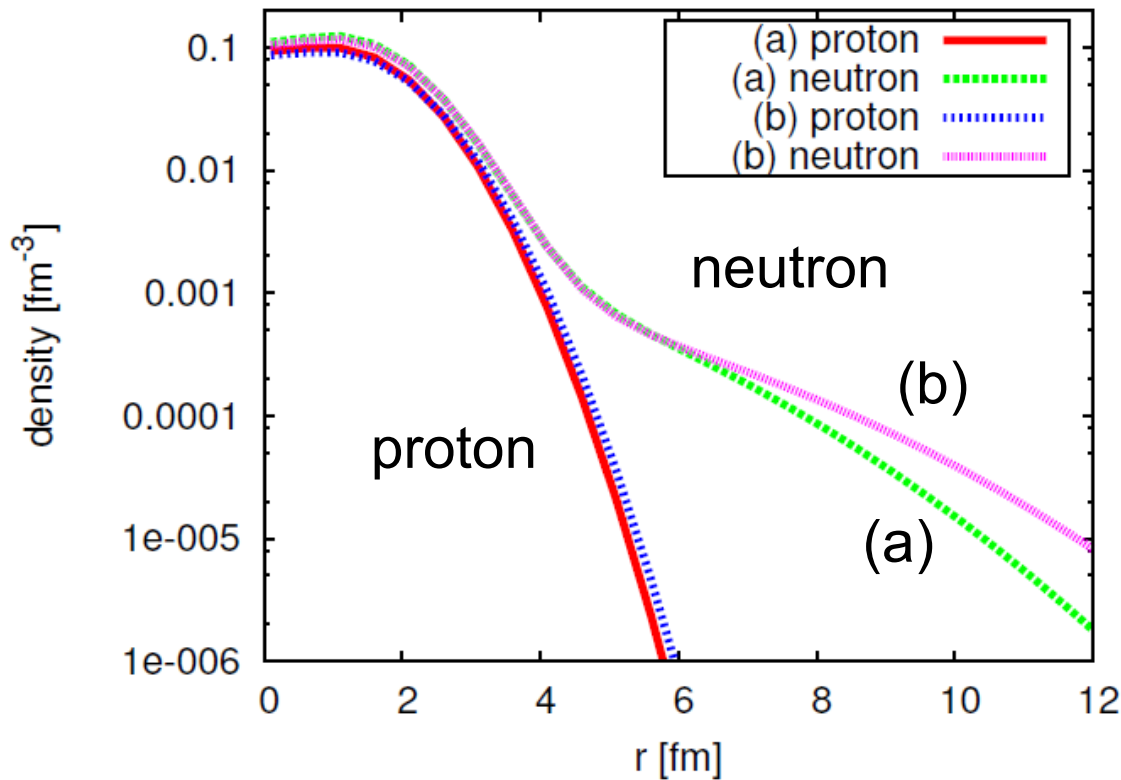 0.1
0.01
0.001
0.0001
1e-005
1e-006
density [fm⁻³]
(a) proton
(a) neutron
(b) proton
(b) neutron
neutron
(b)
proton
(a)
0 2 4 6 8 10 12
r [fm]